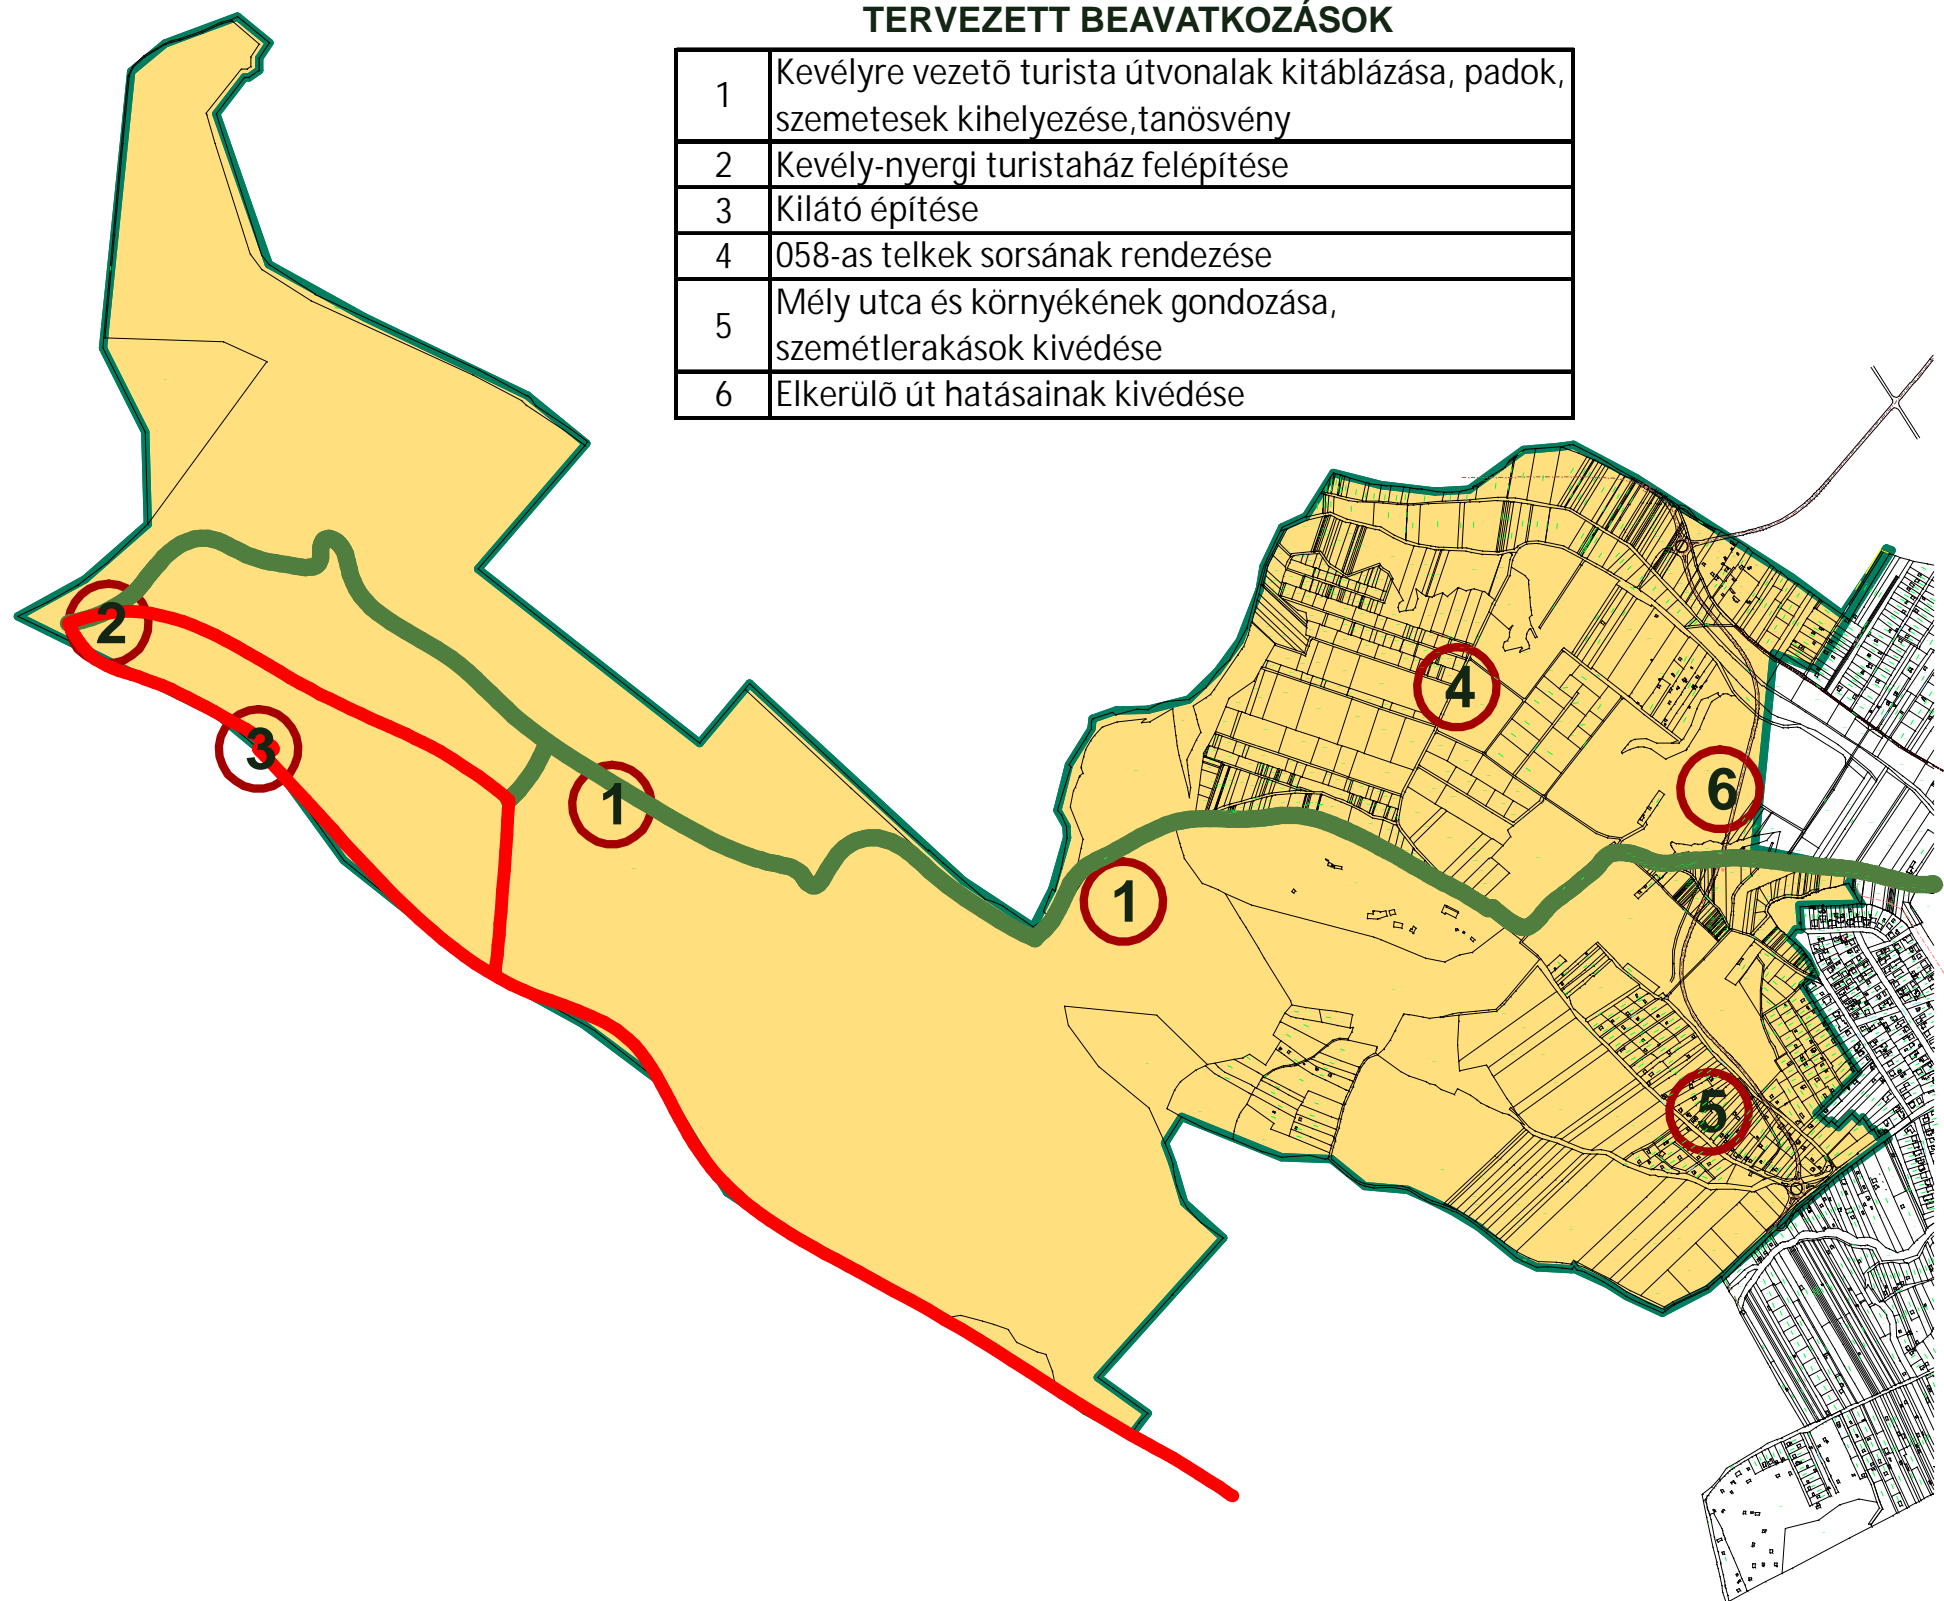 TERVEZETT BEAVATKOZÁSOK
1
Kevélyre vezetõ turista útvonalak kitáblázása, padok,
szemetesek kihelyezése,tanösvény
2
Kevély-nyergi turistaház felépítése
3
Kilátó építése
4
058-as telkek sorsának rendezése
5
Mély utca és környékének gondozása,
szemétlerakások kivédése
6
Elkerülõ út hatásainak kivédése
2
3
1
1
4
6
5